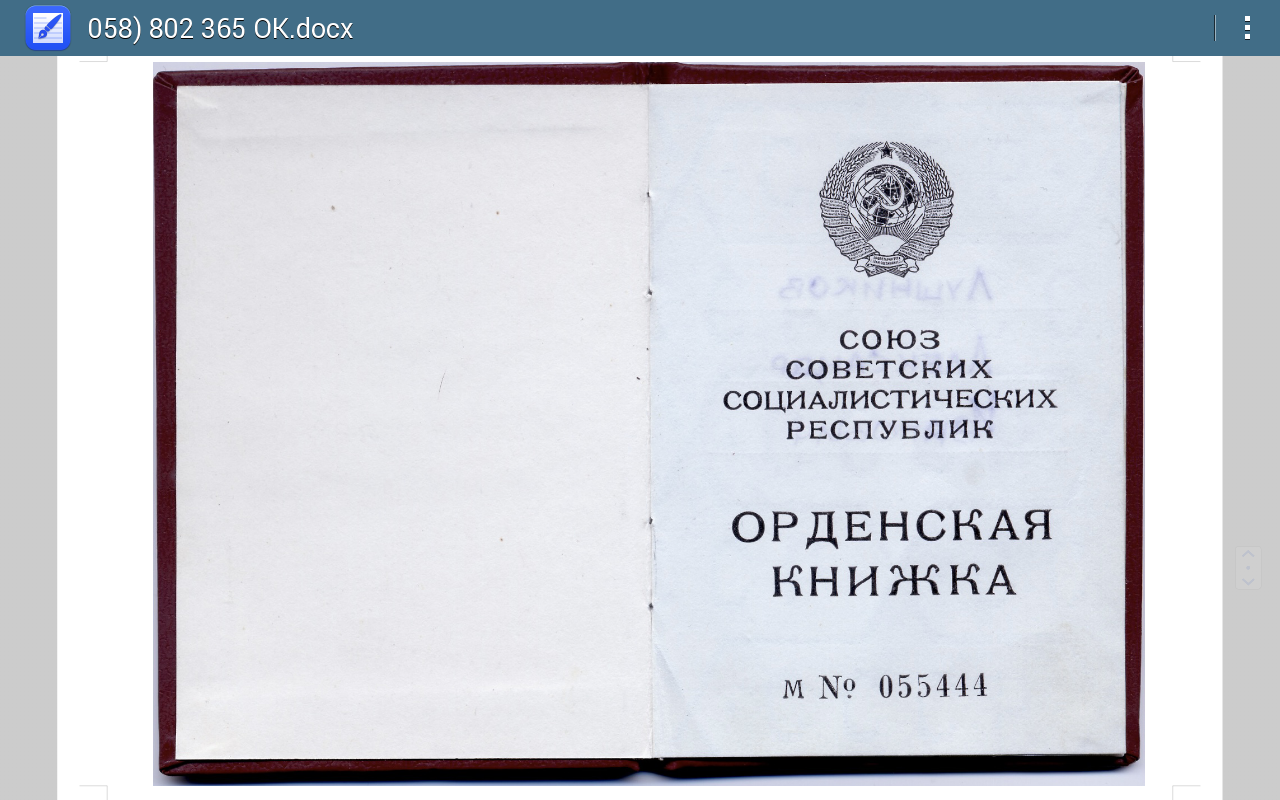 058) 802 365 OK.docx
СОЮЗ
СОВЕТСКИХ
СОЦИАЛИСТИЧЕСКИХ
РЕСПУБЛИК
ОРДЕНСКАЯ
КНИЖКА
М № 055444